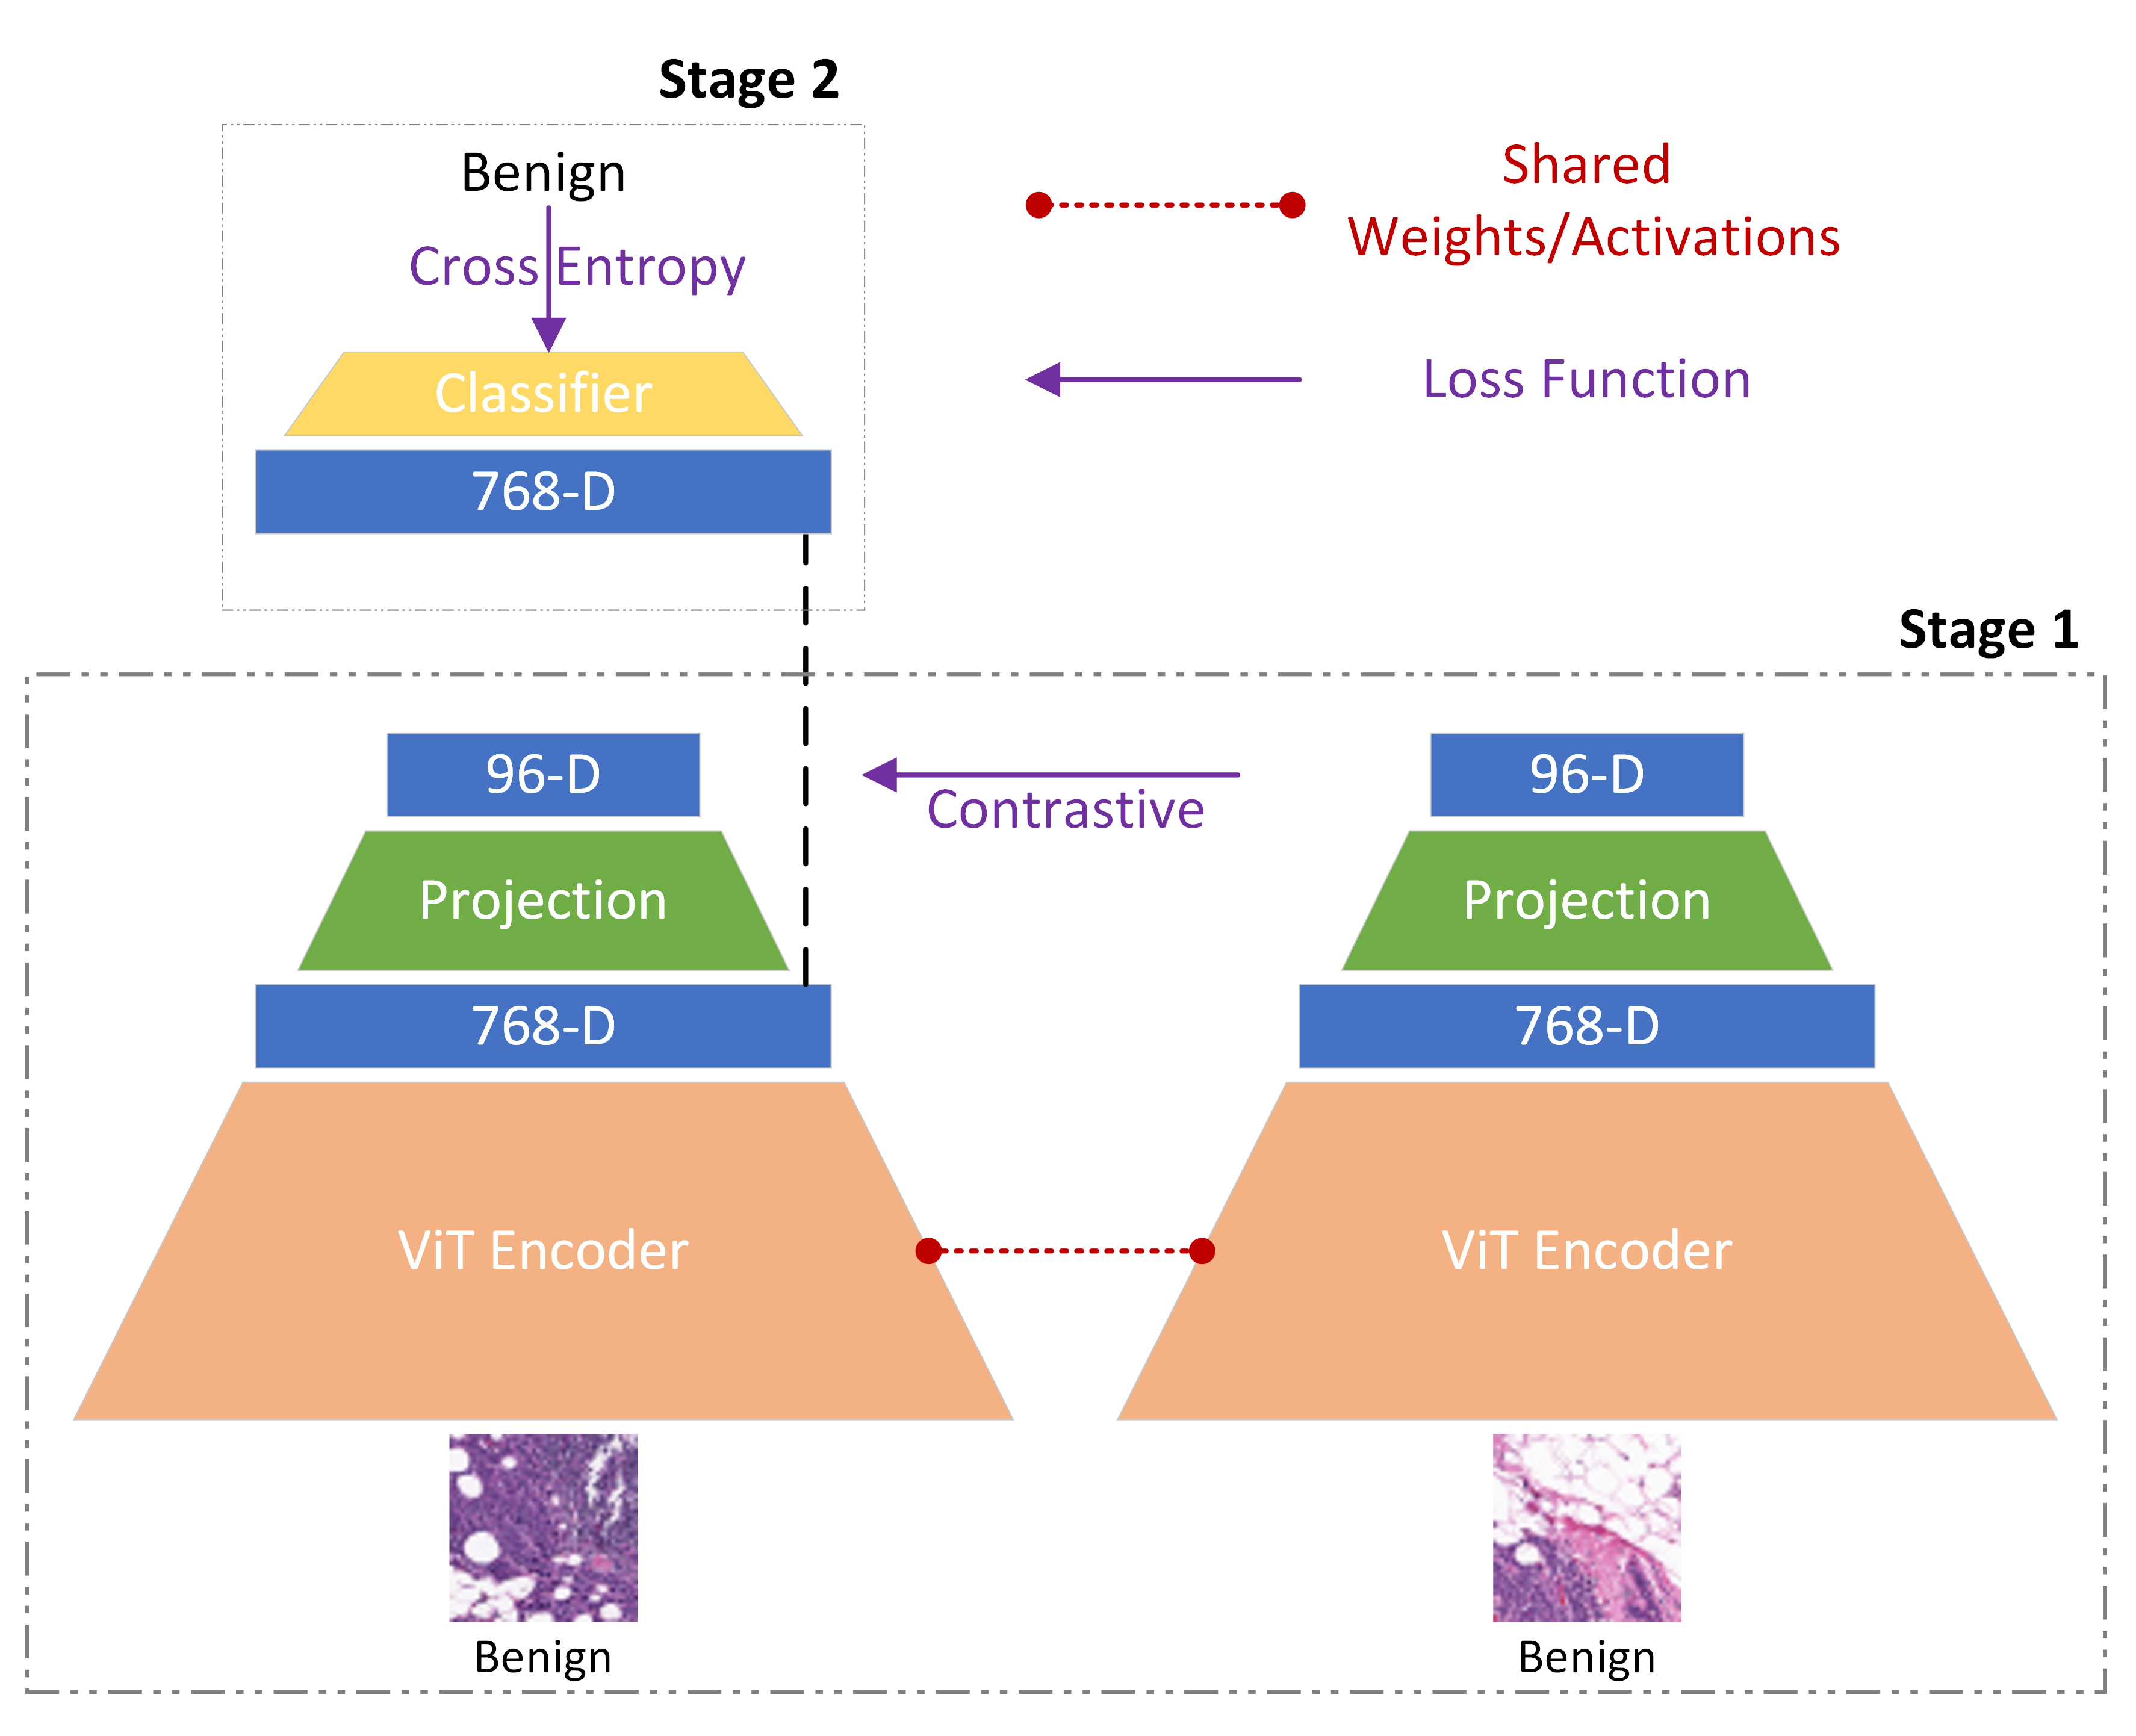 Stage 2
Benign
Cross Entropy
Classifier
768-D
Shared
Weights/Activations
Loss Function
Stage 1
96-D
Contrastive
96-D
Projection
Projection
768-D
768-D
ViT Encoder
ViT Encoder
Benign
Benign